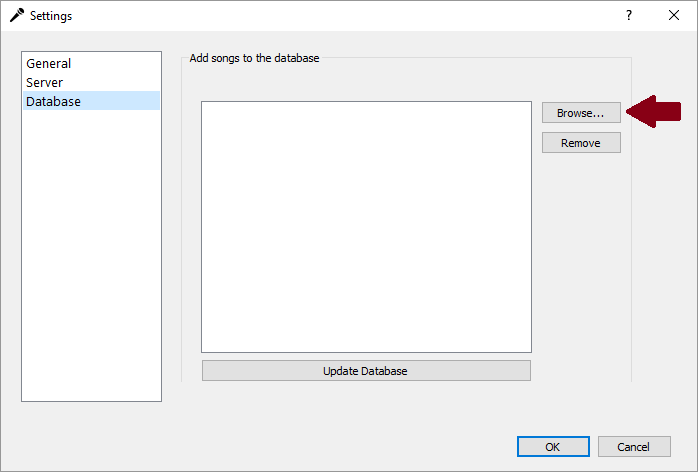 Settings
?
General
Server
Database
Add songs to the database
Browse...
Remove
Update Database
OK
Cancel